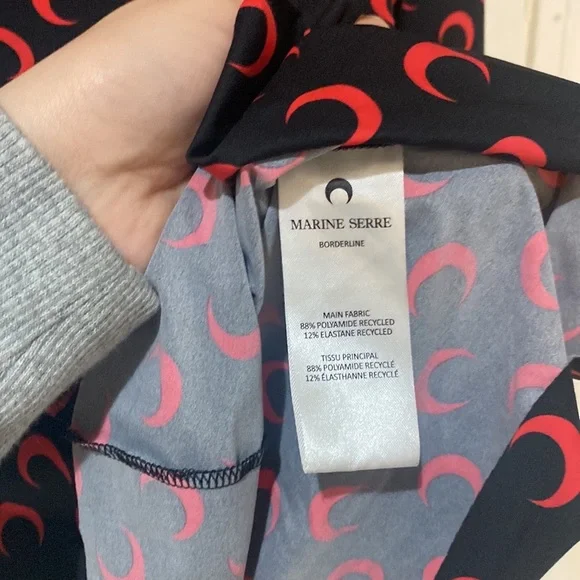 MARINE SERRE
BORDERLINE
MAIN FABRIC
88% POLYAMIDE RECYCLED
12% ELASTANE RECYCLED
TISSU PRINCIPAL
88% POLYAMIDE RECYCLÉ
12% ÉLASTHANNE RECYCLÉ